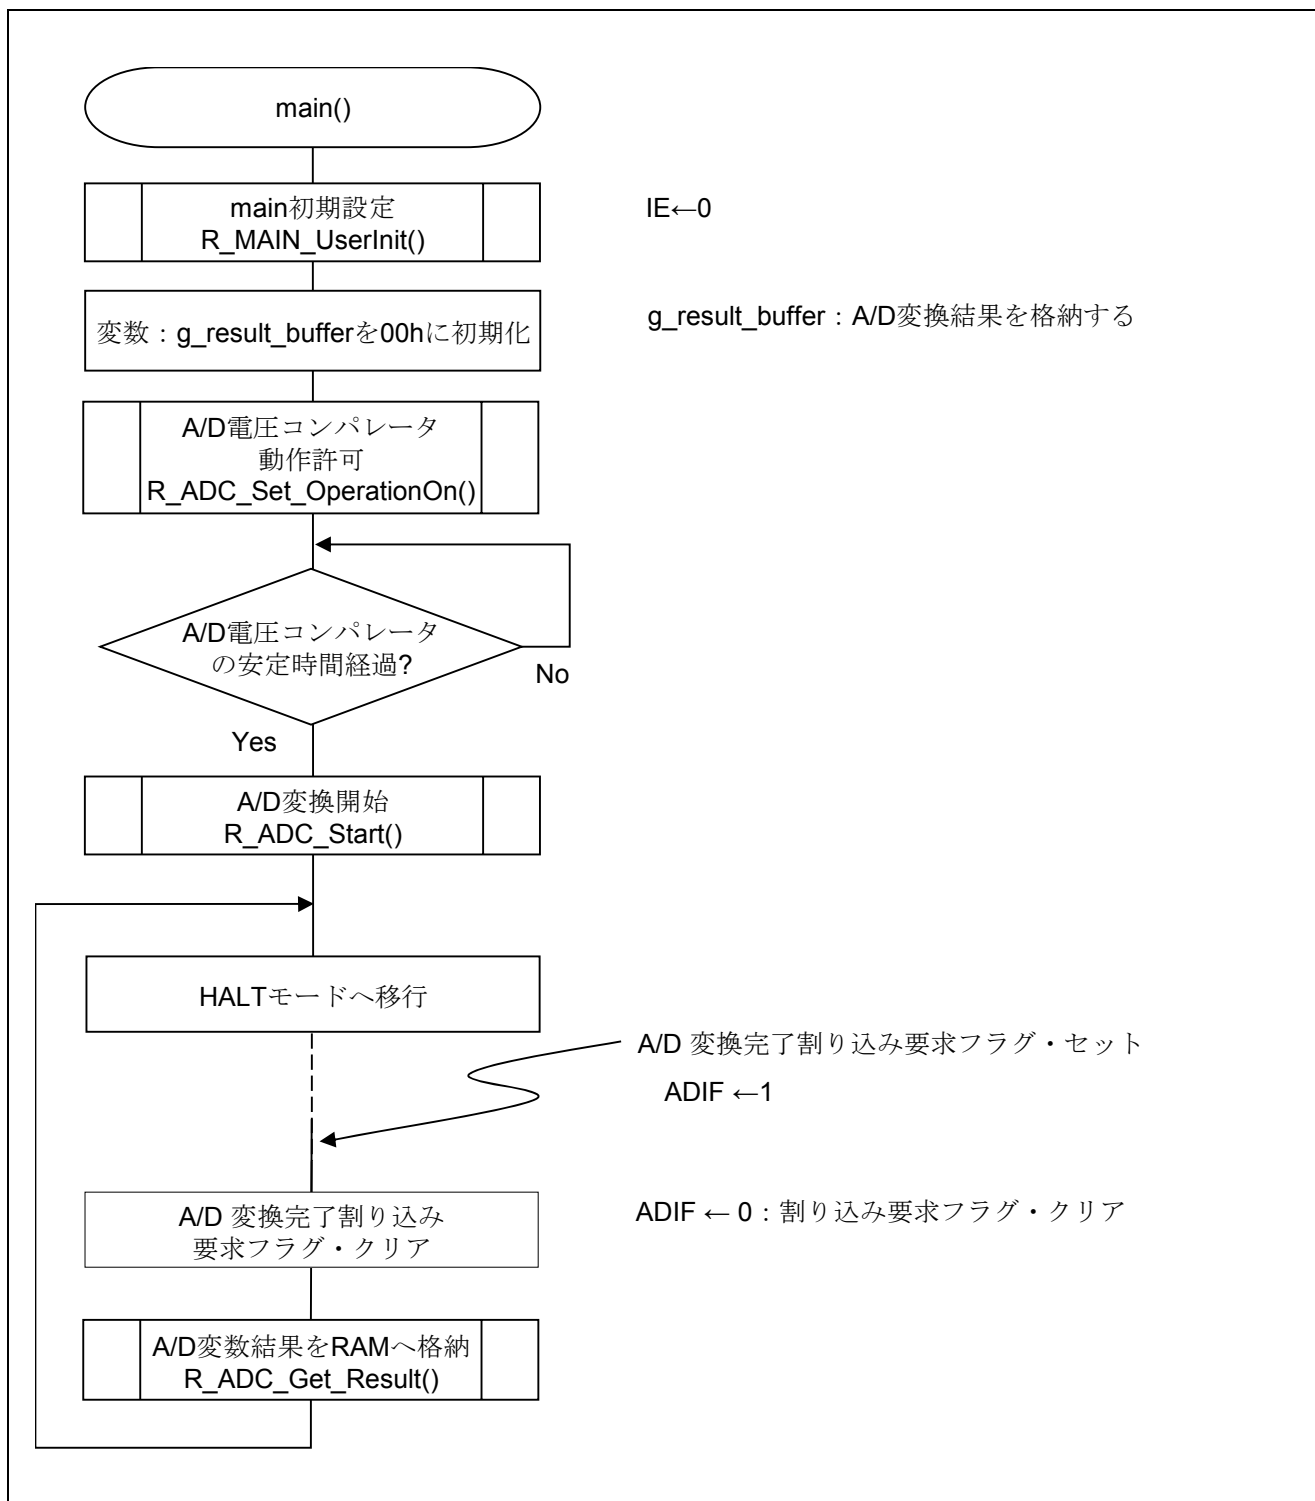 main()
main初期設定
R_MAIN_UserInit()
IE←0
変数：g_result_bufferを00hに初期化
g_result_buffer：A/D変換結果を格納する
A/D電圧コンパレータ
動作許可
R_ADC_Set_OperationOn()
A/D電圧コンパレータ
の安定時間経過?
No
Yes
A/D変換開始
R_ADC_Start()
HALTモードへ移行
A/D 変換完了割り込み要求フラグ・セット
ADIF ←1
A/D 変換完了割り込み
要求フラグ・クリア
ADIF ← 0：割り込み要求フラグ・クリア
A/D変数結果をRAMへ格納
R_ADC_Get_Result()